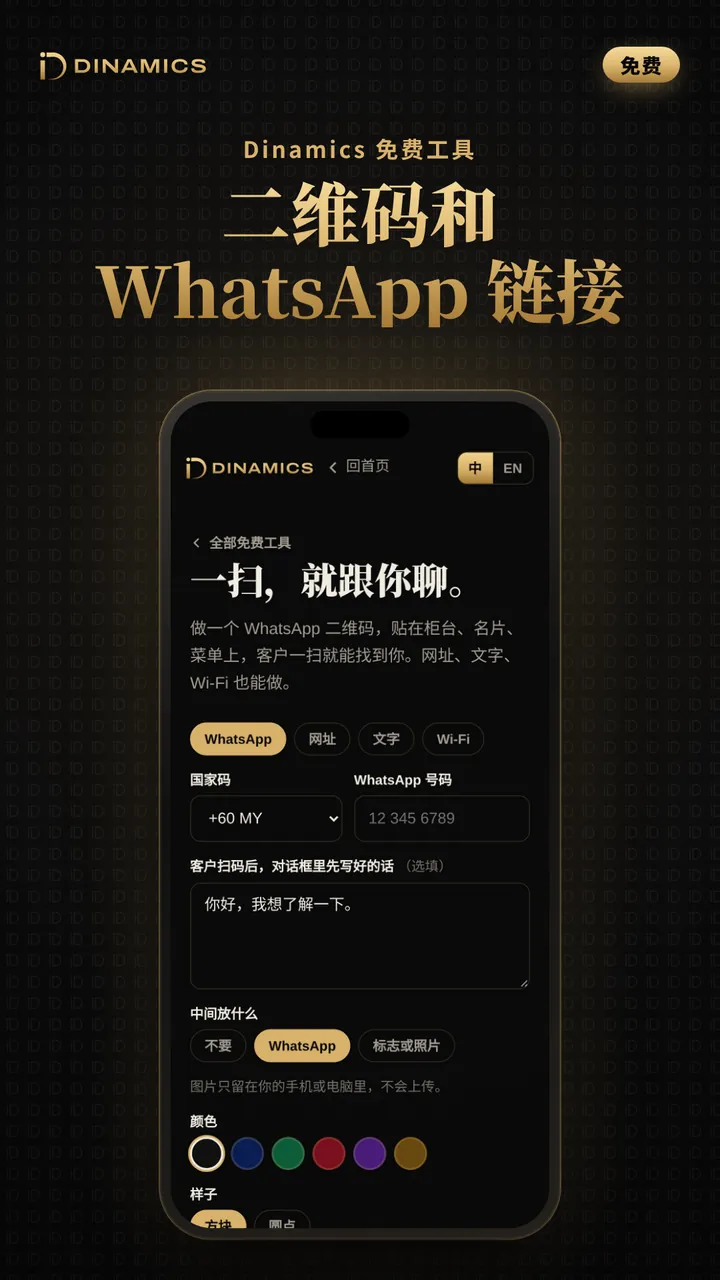 DINAMICS
免费
Dinamics 免费工具
二维码和
WhatsApp 链接
DINAMICS
回首页
中
EN
全部免费工具
一扫，就跟你聊。
做一个 WhatsApp 二维码，贴在柜台、名片、
菜单上，客户一扫就能找到你。网址、文字、
Wi-Fi 也能做。
WhatsApp
网址
文字
Wi-Fi
国家码
WhatsApp 号码
+60 MY
12 345 6789
客户扫码后，对话框里先写好的话 （选填）
你好，我想了解一下。
中间放什么
不要
WhatsApp
标志或照片
图片只留在你的手机或电脑里，不会上传。
颜色
样子
方块
圆点